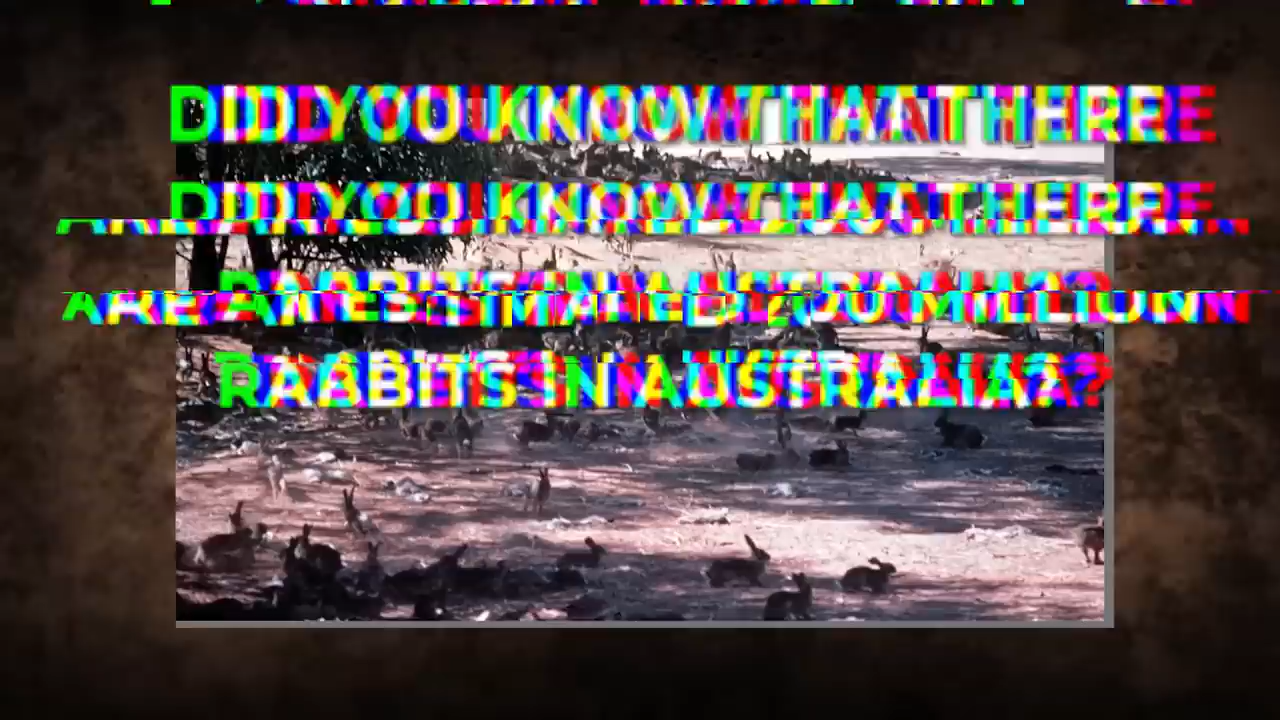 DID YOU KNOW THAT THERE
DID YOU KNOW THAT THERE
ARE AN ESTIMATED 200 MILLION
RABBITS IN AUSTRALIA?